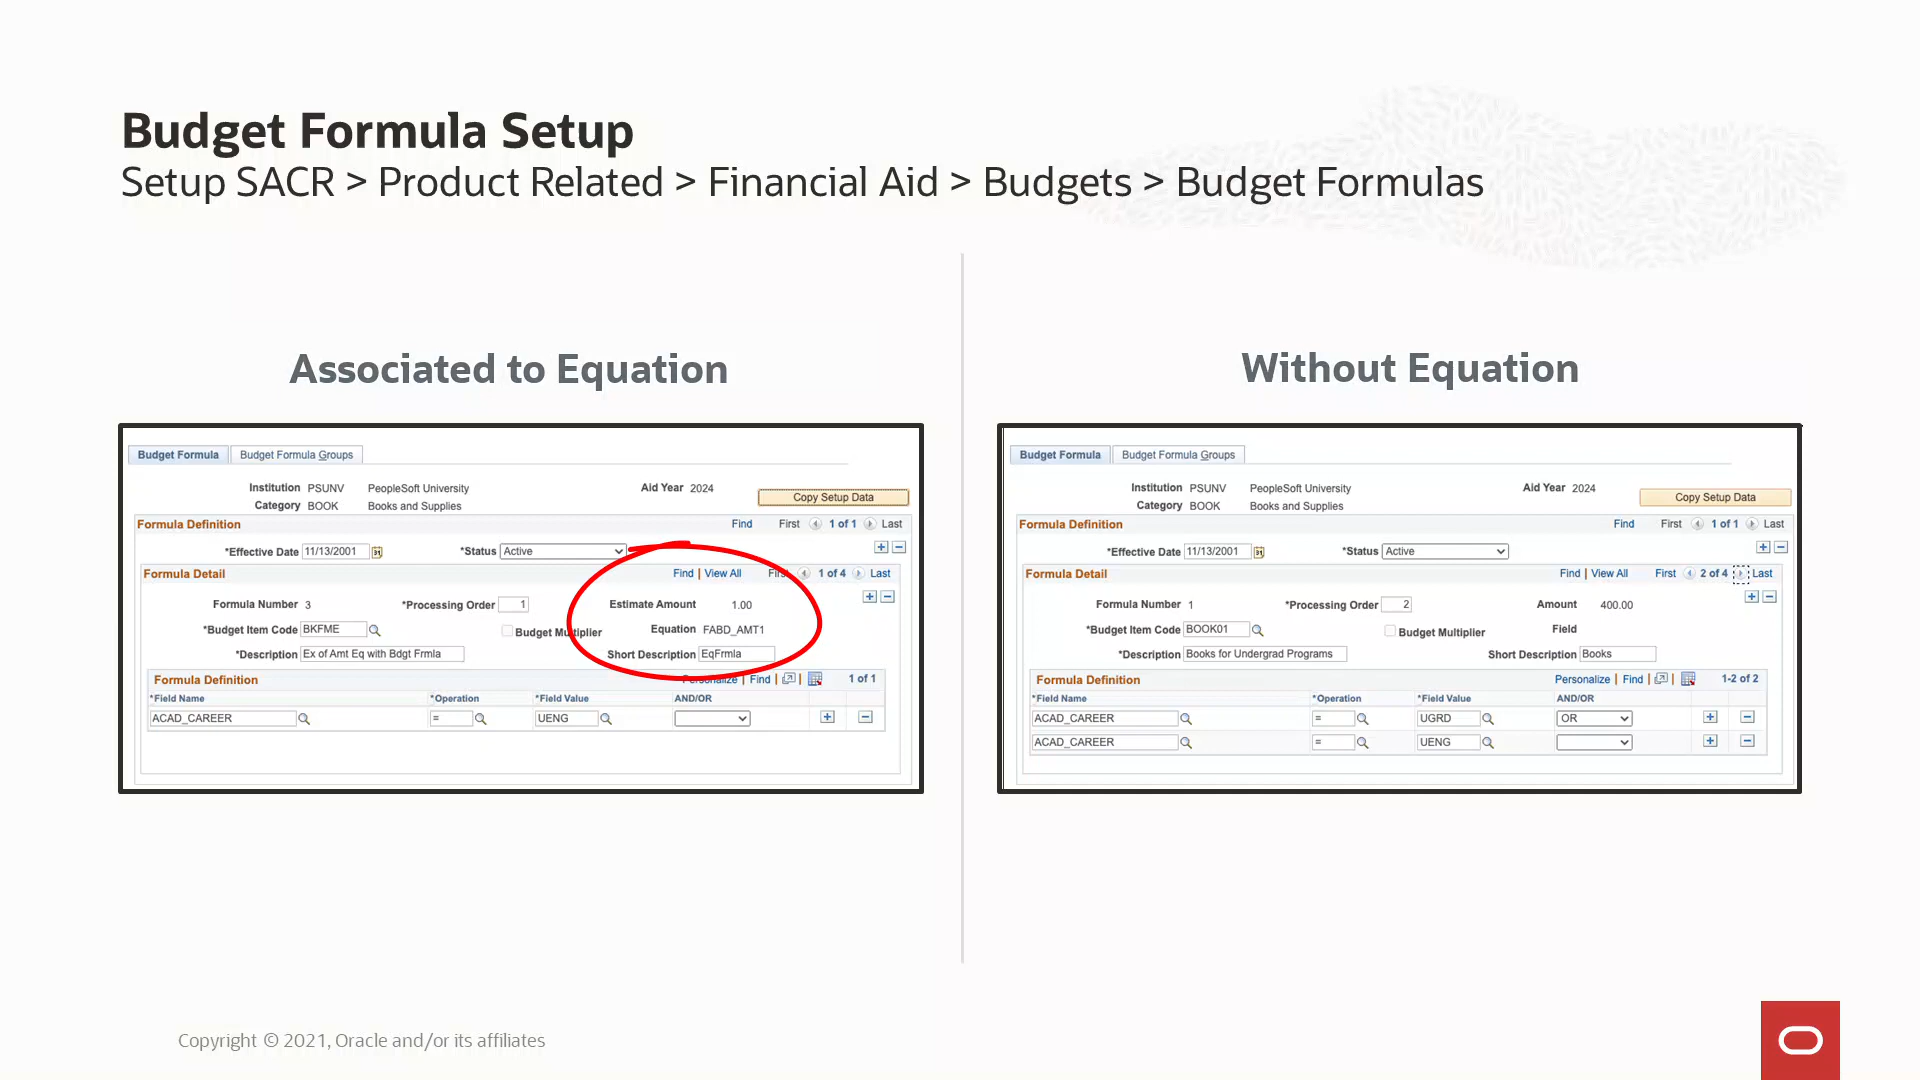 Budget Formula Setup
Setup SACR > Product Related > Financial Aid > Budgets > Budget Formulas
Associated to Equation
Budget Formula Budget Formula Groups
Institution PSUNV PeopleSoft University Aid Year 2024
Copy Setup Data
Category BOOK Books and Supplies
Formula Definition Find First 1 of 1 Last
*Effective Date 11/13/2001 *Status Active
Formula Detail Find | View All First 1 of 4 Last
Formula Number 3 *Processing Order 1 Estimate Amount 1.00
*Budget Item Code BKFME Budget Multiplier Equation FABD_AMT1
*Description Ex of Amt Eq with Bdgt Frmla Short Description EqFrmla
Formula Definition Personalize | Find | | 1 of 1
*Field Name *Operation *Field Value AND/OR
ACAD_CAREER = UENG
Without Equation
Budget Formula Budget Formula Groups
Institution PSUNV PeopleSoft University Aid Year 2024
Copy Setup Data
Category BOOK Books and Supplies
Formula Definition Find First 1 of 1 Last
*Effective Date 11/13/2001 *Status Active
Formula Detail Find | View All First 2 of 4 Last
Formula Number 1 *Processing Order 2 Amount 400.00
*Budget Item Code BOOK01 Budget Multiplier Field
*Description Books for Undergrad Programs Short Description Books
Formula Definition Personalize | Find | | 1-2 of 2
*Field Name *Operation *Field Value AND/OR
ACAD_CAREER = UGRD OR
ACAD_CAREER = UENG
Copyright © 2021, Oracle and/or its affiliates